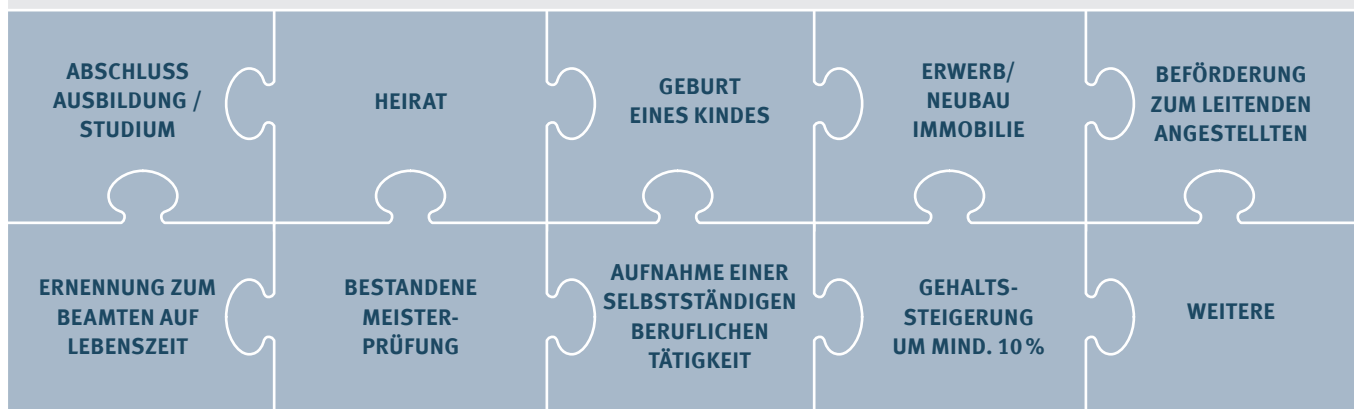 ABSCHLUSS
AUSBILDUNG /
STUDIUM
HEIRAT
GEBURT
EINES KINDES
ERWERB/
NEUBAU
IMMOBILIE
BEFÖRDERUNG
ZUM LEITENDEN
ANGESTELLTEN
ERNENNUNG ZUM
BEAMTEN AUF
LEBENSZEIT
BESTANDENE
MEISTER-
PRÜFUNG
AUFNAHME EINER
SELBSTSTÄNDIGEN
BERUFLICHEN
TÄTIGKEIT
GEHALTS-
STEIGERUNG
UM MIND. 10 %
WEITERE